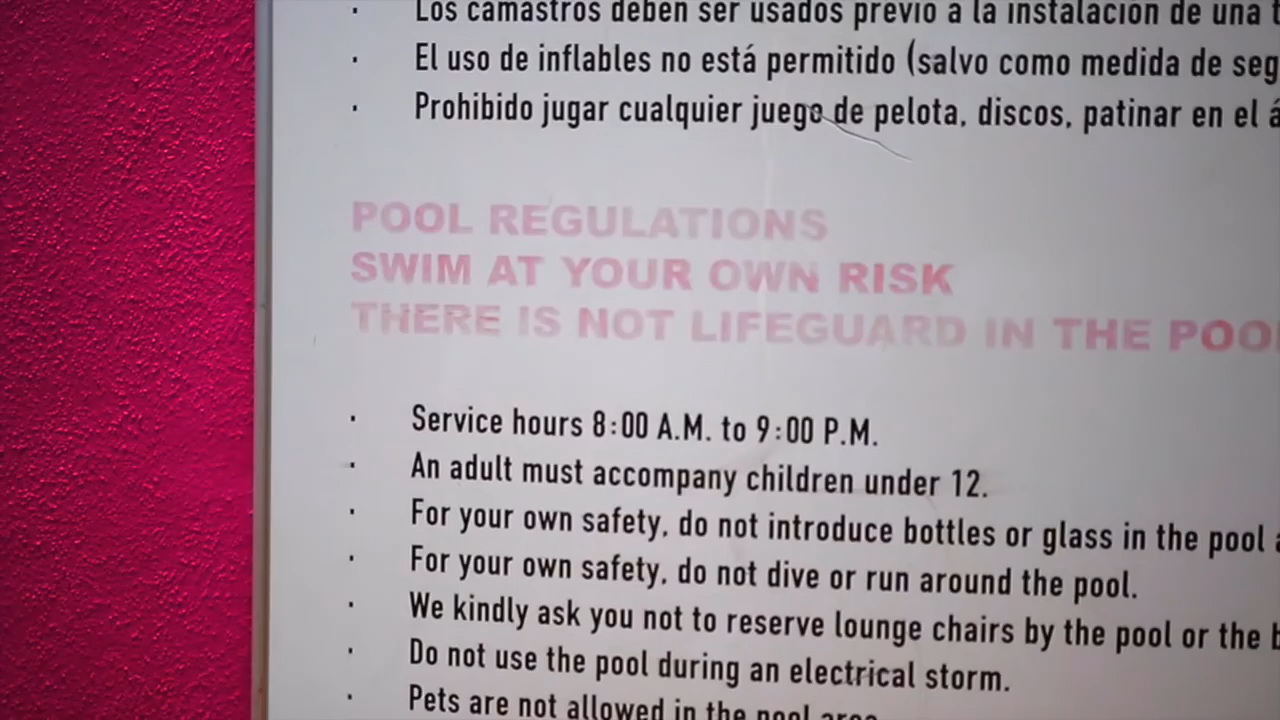 · Los camastros deben ser usados previo a la instalación de una
· El uso de inflables no está permitido (salvo como medida de seg
· Prohibido jugar cualquier juego de pelota, discos, patinar en el á
POOL REGULATIONS
SWIM AT YOUR OWN RISK
THERE IS NOT LIFEGUARD IN THE POOL
· Service hours 8:00 A.M. to 9:00 P.M.
· An adult must accompany children under 12.
· For your own safety, do not introduce bottles or glass in the pool a
· For your own safety, do not dive or run around the pool.
· We kindly ask you not to reserve lounge chairs by the pool or the b
· Do not use the pool during an electrical storm.
· Pets are not allowed in the pool area